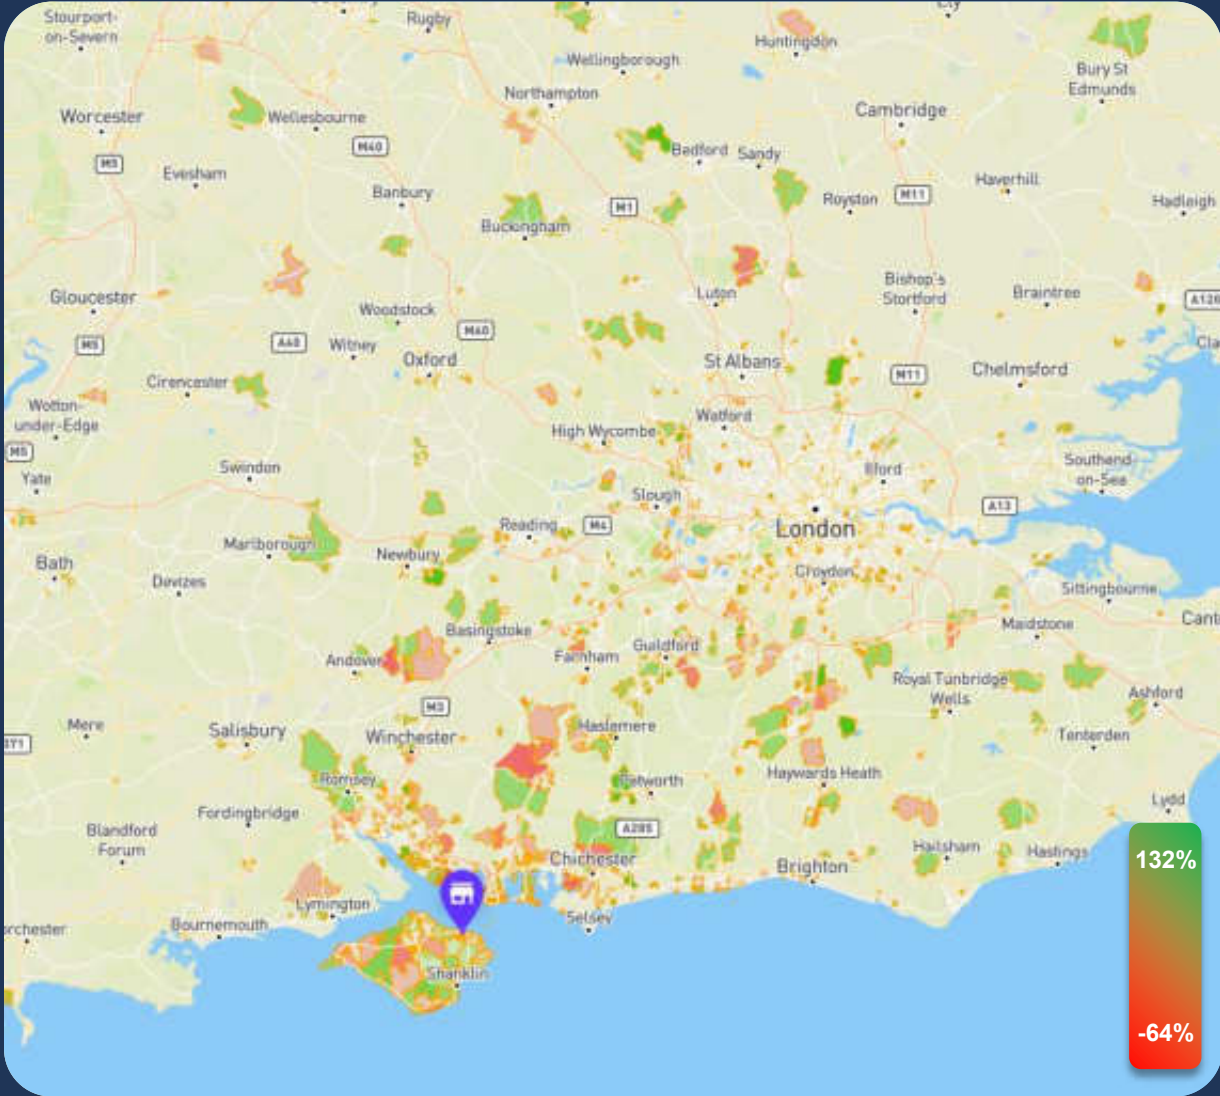 Stourport-
on-Severn
Rugby
Wellingborough
Huntingdon
Bury St
Edmunds
Northampton
Worcester
Wellesbourne
Cambridge
M40
Bedford
Sandy
M5
Evesham
Banbury
Haverhill
M1
M11
Royston
Hadleigh
Buckingham
Gloucester
Luton
Bishop's
Stortford
Braintree
Woodstock
M40
M5
A40
Witney
Oxford
St Albans
M11
Chelmsford
Cirencester
Wotton-
under-Edge
Watford
High Wycombe
M5
Yate
Swindon
Ilford
Southend-
on-Sea
Slough
A13
Reading
M4
London
Marlborough
Newbury
Bath
Devizes
Croydon
Sittingbourne
Cant
Basingstoke
Maidstone
Andover
Farnham
Guildford
Royal Tunbridge
Wells
Ashford
M3
Mere
Salisbury
Winchester
Haslemere
Tenterden
Romsey
Petworth
Haywards Heath
Lydd
Fordingbridge
Blandford
Forum
A285
Chichester
Hailsham
Hastings
Brighton
132%
Lymington
Bournemouth
Selsey
orchester
Shanklin
-64%